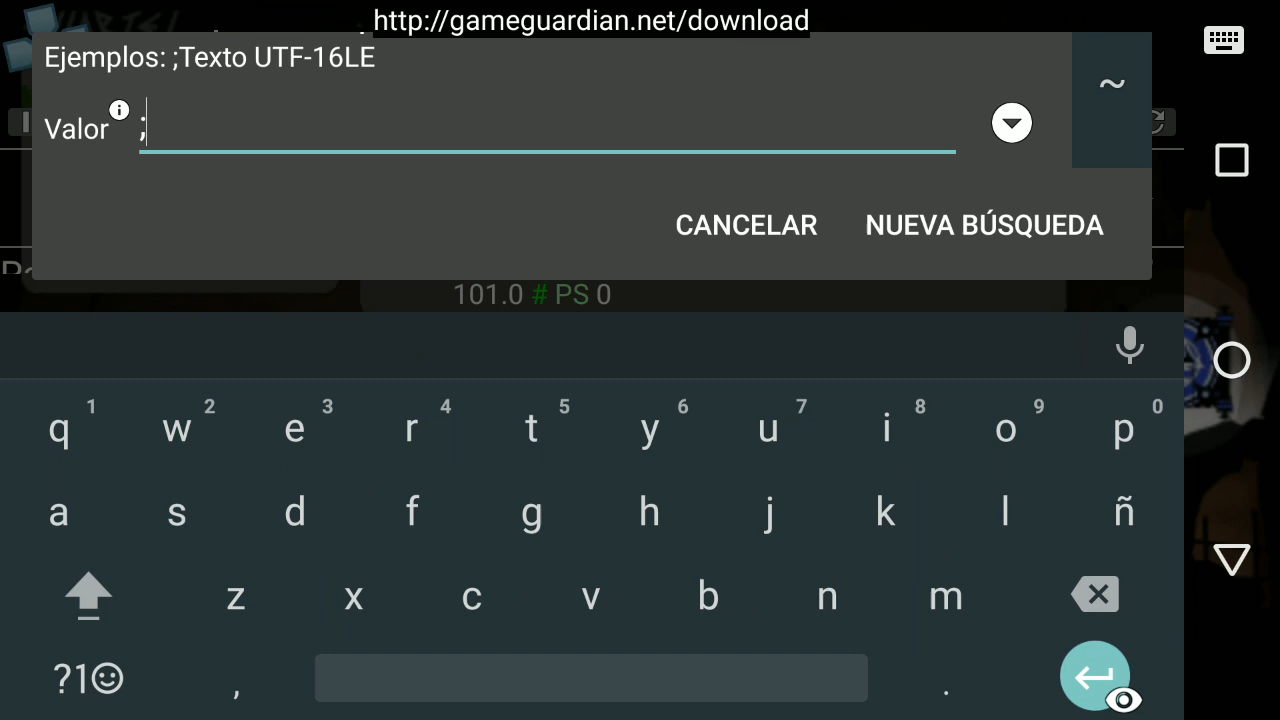 http://gameguardian.net/download
Ejemplos: ;Texto UTF-16LE
~
Valor i ;
CANCELAR NUEVA BÚSQUEDA
101.0 # PS 0
q 1 w 2 e 3 r 4 t 5 y 6 u 7 i 8 o 9 p 0
a s d f g h j k l ñ
z x c v b n m
?1☺ , .